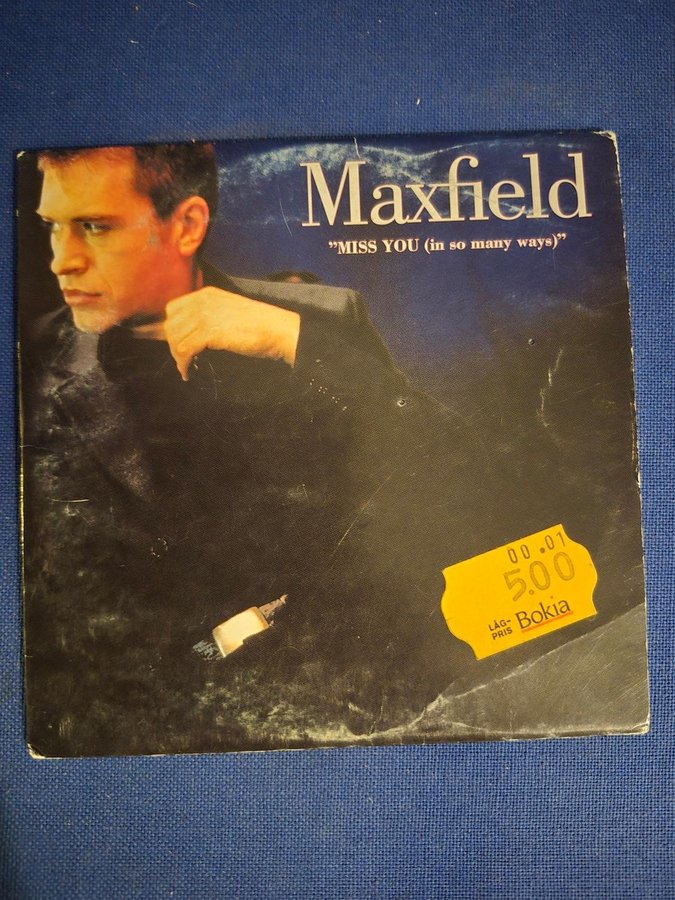 Maxfield
”MISS YOU (in so many ways)”
00.01
5.00
LÅG-
PRIS Bokia